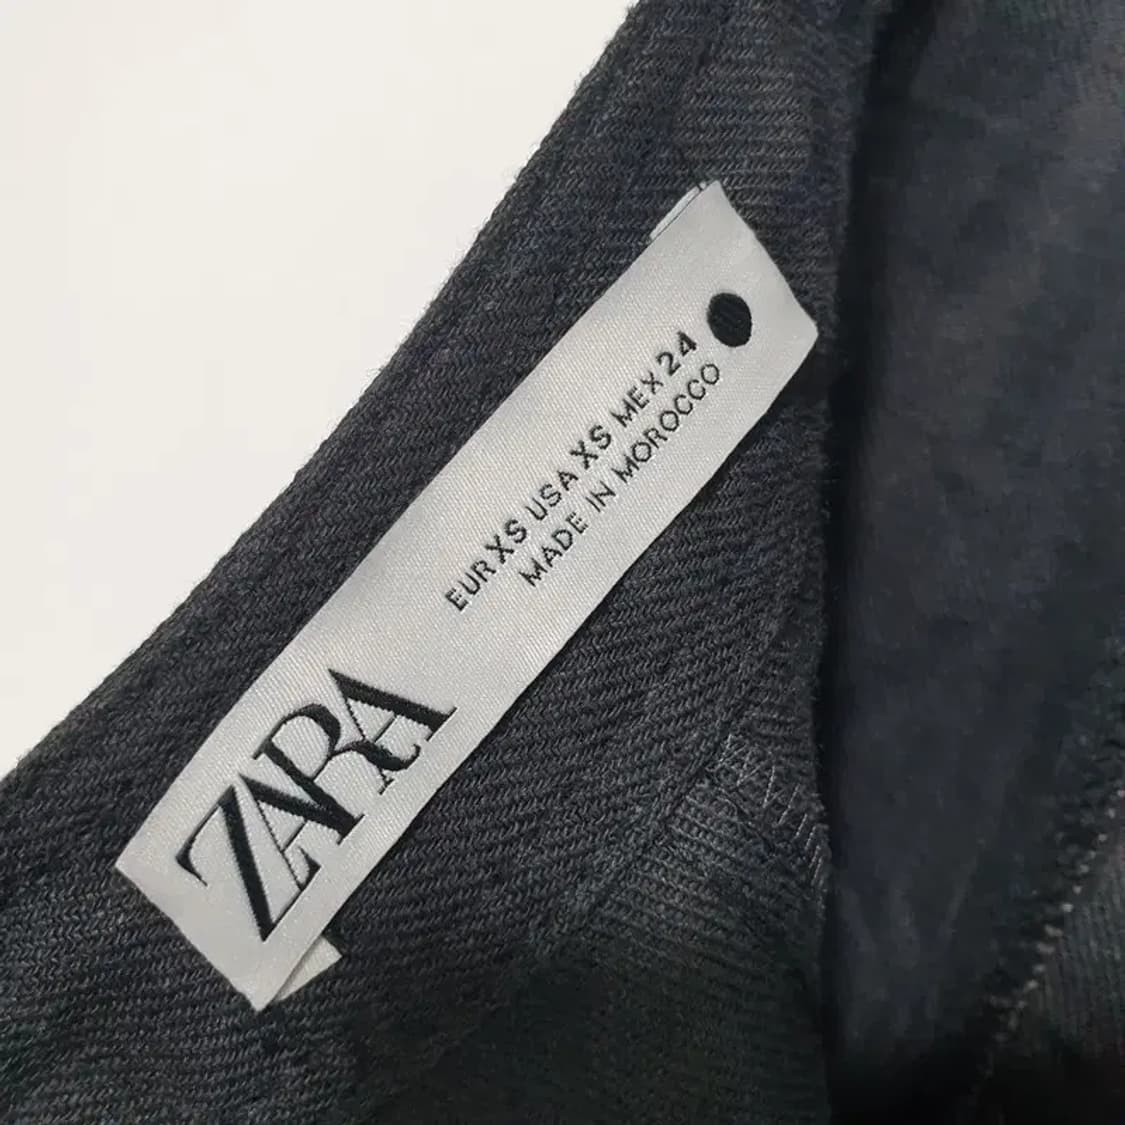 ZARA
EUR XS USA XS MEX 24
MADE IN MOROCCO